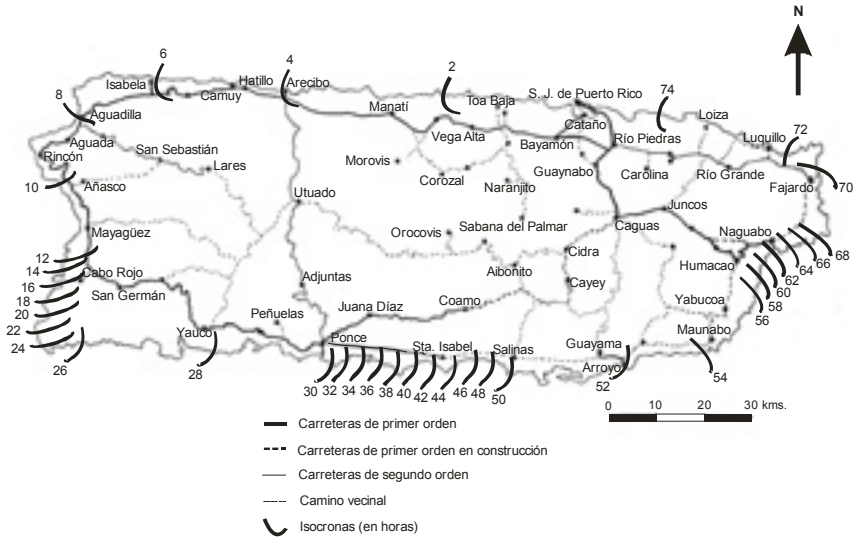 N
6
4
2
74
8
72
70
10
12
14
16
18
20
22
24
26
28
30
32
34
36
38
40
42
44
46
48
50
52
54
56
58
60
62
64
66
68
Isabela
Hatillo
Arecibo
Camuy
Aguadilla
Manatí
Toa Baja
S. J. de Puerto Rico
Cataño
Loiza
Vega Alta
Bayamón
Río Piedras
Luquillo
Aguada
San Sebastián
Rincón
Lares
Morovis
Corozal
Guaynabo
Carolina
Río Grande
Añasco
Naranjito
Fajardo
Utuado
Juncos
Mayagüez
Orocovis
Sabana del Palmar
Caguas
Naguabo
Cidra
Cabo Rojo
Adjuntas
Aibonito
Humacao
San Germán
Cayey
Peñuelas
Juana Díaz
Coamo
Yabucoa
Yauco
Ponce
Sta. Isabel
Salinas
Guayama
Maunabo
Arroyo
0 10 20 30 kms.
Carreteras de primer orden
Carreteras de primer orden en construcción
Carreteras de segundo orden
Camino vecinal
Isocronas (en horas)